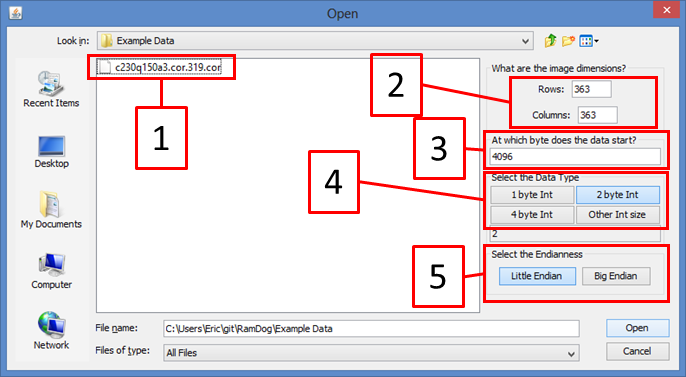 Open
Look in: Example Data
c230q150a3.cor.319.cor
Recent Items
Desktop
My Documents
Computer
Network
1
2
3
4
5
What are the image dimensions?
Rows: 363
Columns: 363
At which byte does the data start?
4096
Select the Data Type
1 byte Int 2 byte Int
4 byte Int Other Int size
2
Select the Endianness
Little Endian Big Endian
File name: C:\Users\Eric\git\RamDog\Example Data
Open
Files of type: All Files
Cancel